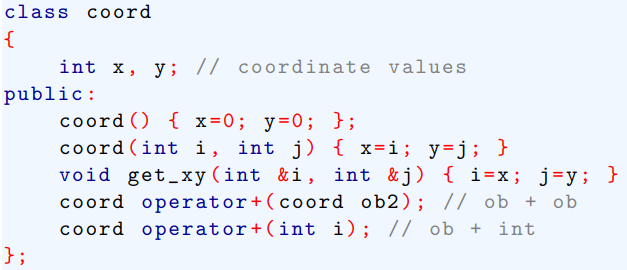 class coord
{
    int x, y; // coordinate values
public:
    coord() { x=0; y=0; };
    coord(int i, int j) { x=i; y=j; }
    void get_xy(int &i, int &j) { i=x; j=y; }
    coord operator+(coord ob2); // ob + ob
    coord operator+(int i); // ob + int
};